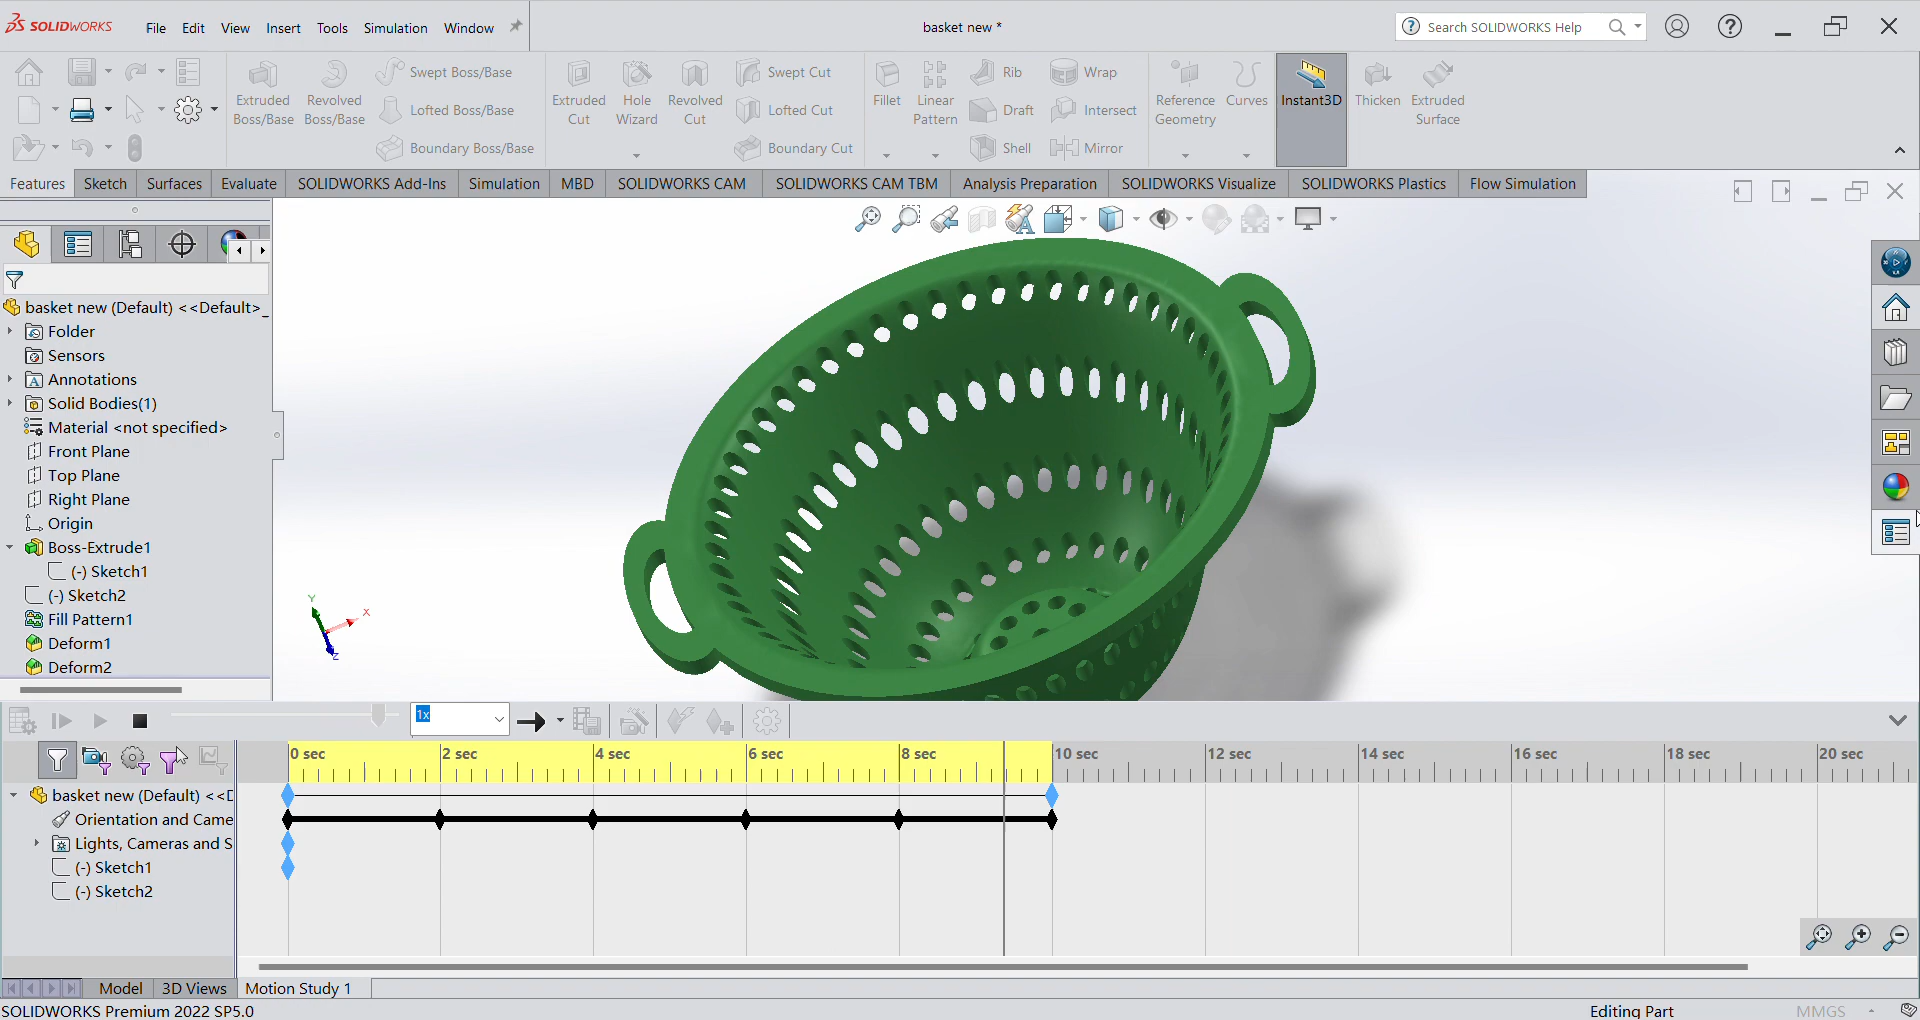 SOLIDWORKS File Edit View Insert Tools Simulation Window basket new * Search SOLIDWORKS Help
Extruded Boss/Base
Revolved Boss/Base
Swept Boss/Base
Lofted Boss/Base
Boundary Boss/Base
Extruded Cut
Hole Wizard
Revolved Cut
Swept Cut
Lofted Cut
Boundary Cut
Fillet
Linear Pattern
Rib
Draft
Shell
Wrap
Intersect
Mirror
Reference Geometry
Curves
Instant3D
Thicken
Extruded Surface
Features Sketch Surfaces Evaluate SOLIDWORKS Add-Ins Simulation MBD SOLIDWORKS CAM SOLIDWORKS CAM TBM Analysis Preparation SOLIDWORKS Visualize SOLIDWORKS Plastics Flow Simulation
basket new (Default) <<Default>_
Folder
Sensors
Annotations
Solid Bodies(1)
Material <not specified>
Front Plane
Top Plane
Right Plane
Origin
Boss-Extrude1
(-) Sketch1
(-) Sketch2
Fill Pattern1
Deform1
Deform2
Y
X
Z
1x
0 sec 2 sec 4 sec 6 sec 8 sec 10 sec 12 sec 14 sec 16 sec 18 sec 20 sec
basket new (Default) <<D
Orientation and Came
Lights, Cameras and S
(-) Sketch1
(-) Sketch2
Model 3D Views Motion Study 1
SOLIDWORKS Premium 2022 SP5.0 Editing Part MMGS